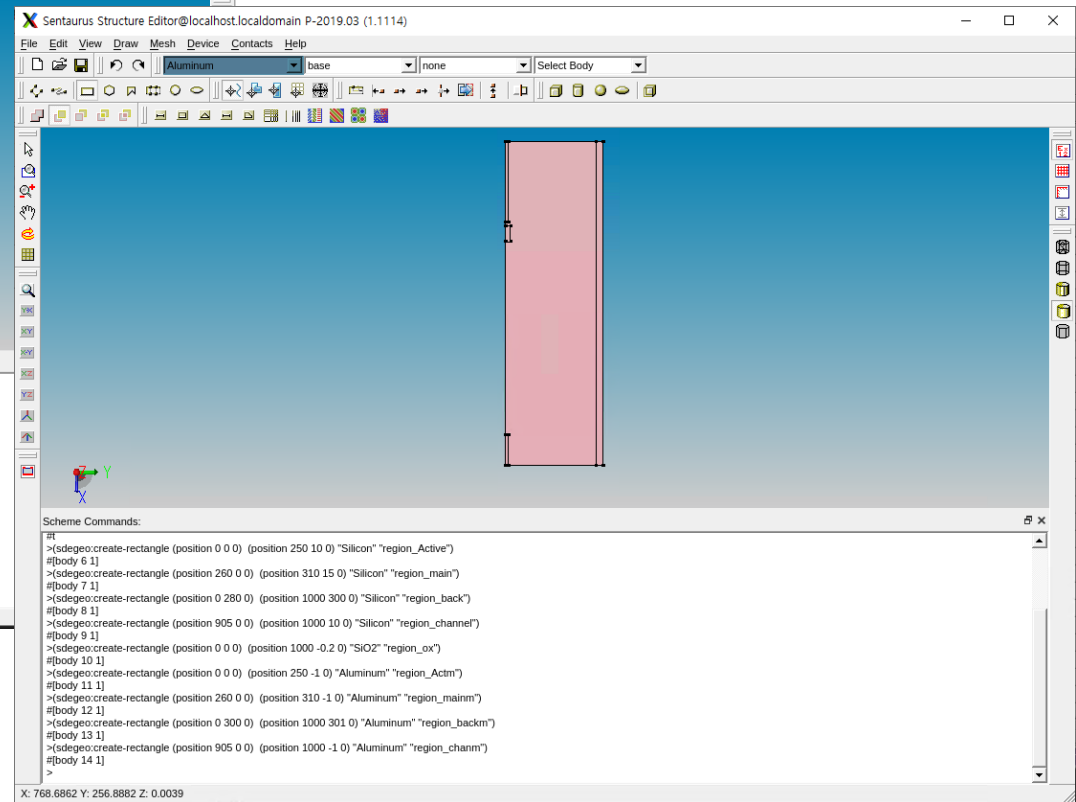 Sentaurus Structure Editor@localhost.localdomain P-2019.03 (1.1114)
File Edit View Draw Mesh Device Contacts Help
Aluminum base none Select Body
Y
X
Scheme Commands:
#t
>(sdegeo:create-rectangle (position 0 0 0)  (position 250 10 0) "Silicon" "region_Active")
#[body 6 1]
>(sdegeo:create-rectangle (position 260 0 0)  (position 310 15 0) "Silicon" "region_main")
#[body 7 1]
>(sdegeo:create-rectangle (position 0 280 0)  (position 1000 300 0) "Silicon" "region_back")
#[body 8 1]
>(sdegeo:create-rectangle (position 905 0 0)  (position 1000 10 0) "Silicon" "region_channel")
#[body 9 1]
>(sdegeo:create-rectangle (position 0 0 0)  (position 1000 -0.2 0) "SiO2" "region_ox")
#[body 10 1]
>(sdegeo:create-rectangle (position 0 0 0)  (position 250 -1 0) "Aluminum" "region_Actm")
#[body 11 1]
>(sdegeo:create-rectangle (position 260 0 0)  (position 310 -1 0) "Aluminum" "region_mainm")
#[body 12 1]
>(sdegeo:create-rectangle (position 0 300 0)  (position 1000 301 0) "Aluminum" "region_backm")
#[body 13 1]
>(sdegeo:create-rectangle (position 905 0 0)  (position 1000 -1 0) "Aluminum" "region_chanm")
#[body 14 1]
>
X: 768.6862 Y: 256.8882 Z: 0.0039